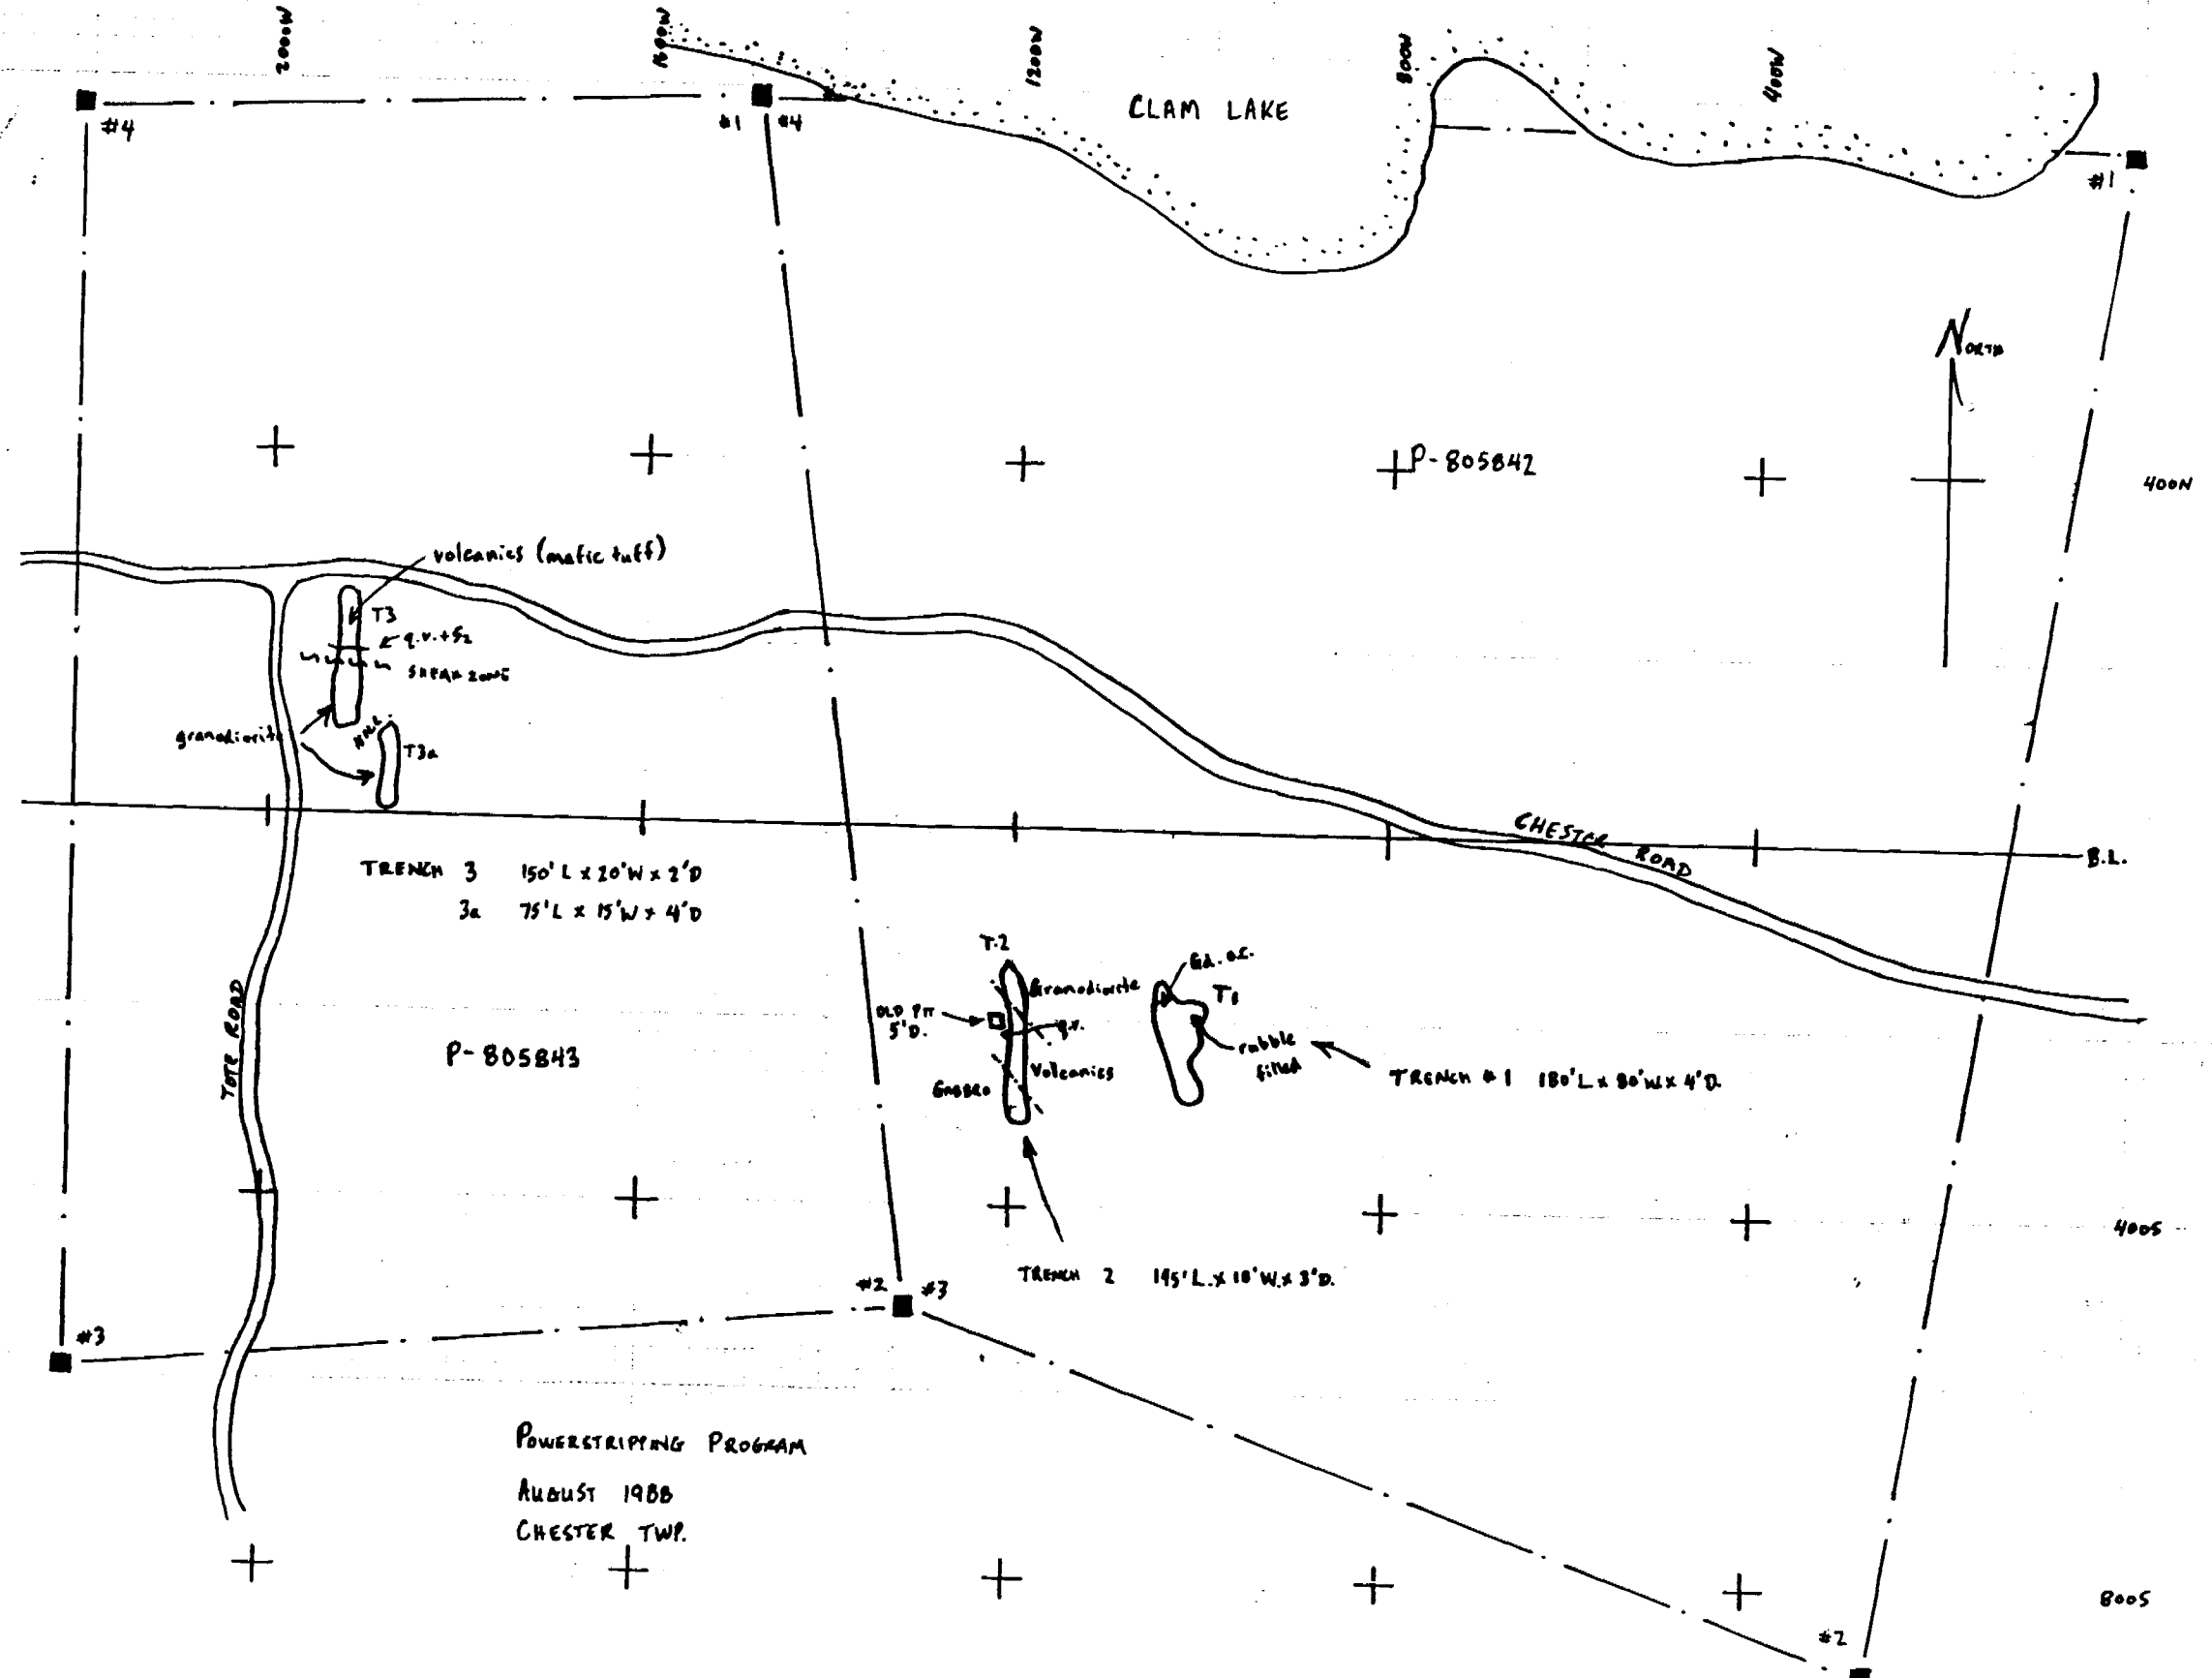 2000W
1600W
1200W
800W
400W
CLAM LAKE
#4
#1 #4
#1
NORTH
P-805842
400N
volcanics (mafic tuff)
T3
q.v. + S2
SHEAR ZONE
granodiorite
T3a
CHESTER ROAD
B.L.
TRENCH 3 150' L x 20'W x 2'D
3a 75'L x 15'W x 4'D
T.2
Gd. o.c.
Granodiorite
T1
OLD PIT
5'D.
q.v.
rubble
filled
TOTE ROAD
P-805843
Volcanics
GABBRO
TRENCH #1 180'L x 80'W x 4'D.
400S
TRENCH 2 195'L. x 18'W. x 3'D.
#2 #3
#3
POWERSTRIPPING PROGRAM
AUGUST 1988
CHESTER TWP.
800S
#2